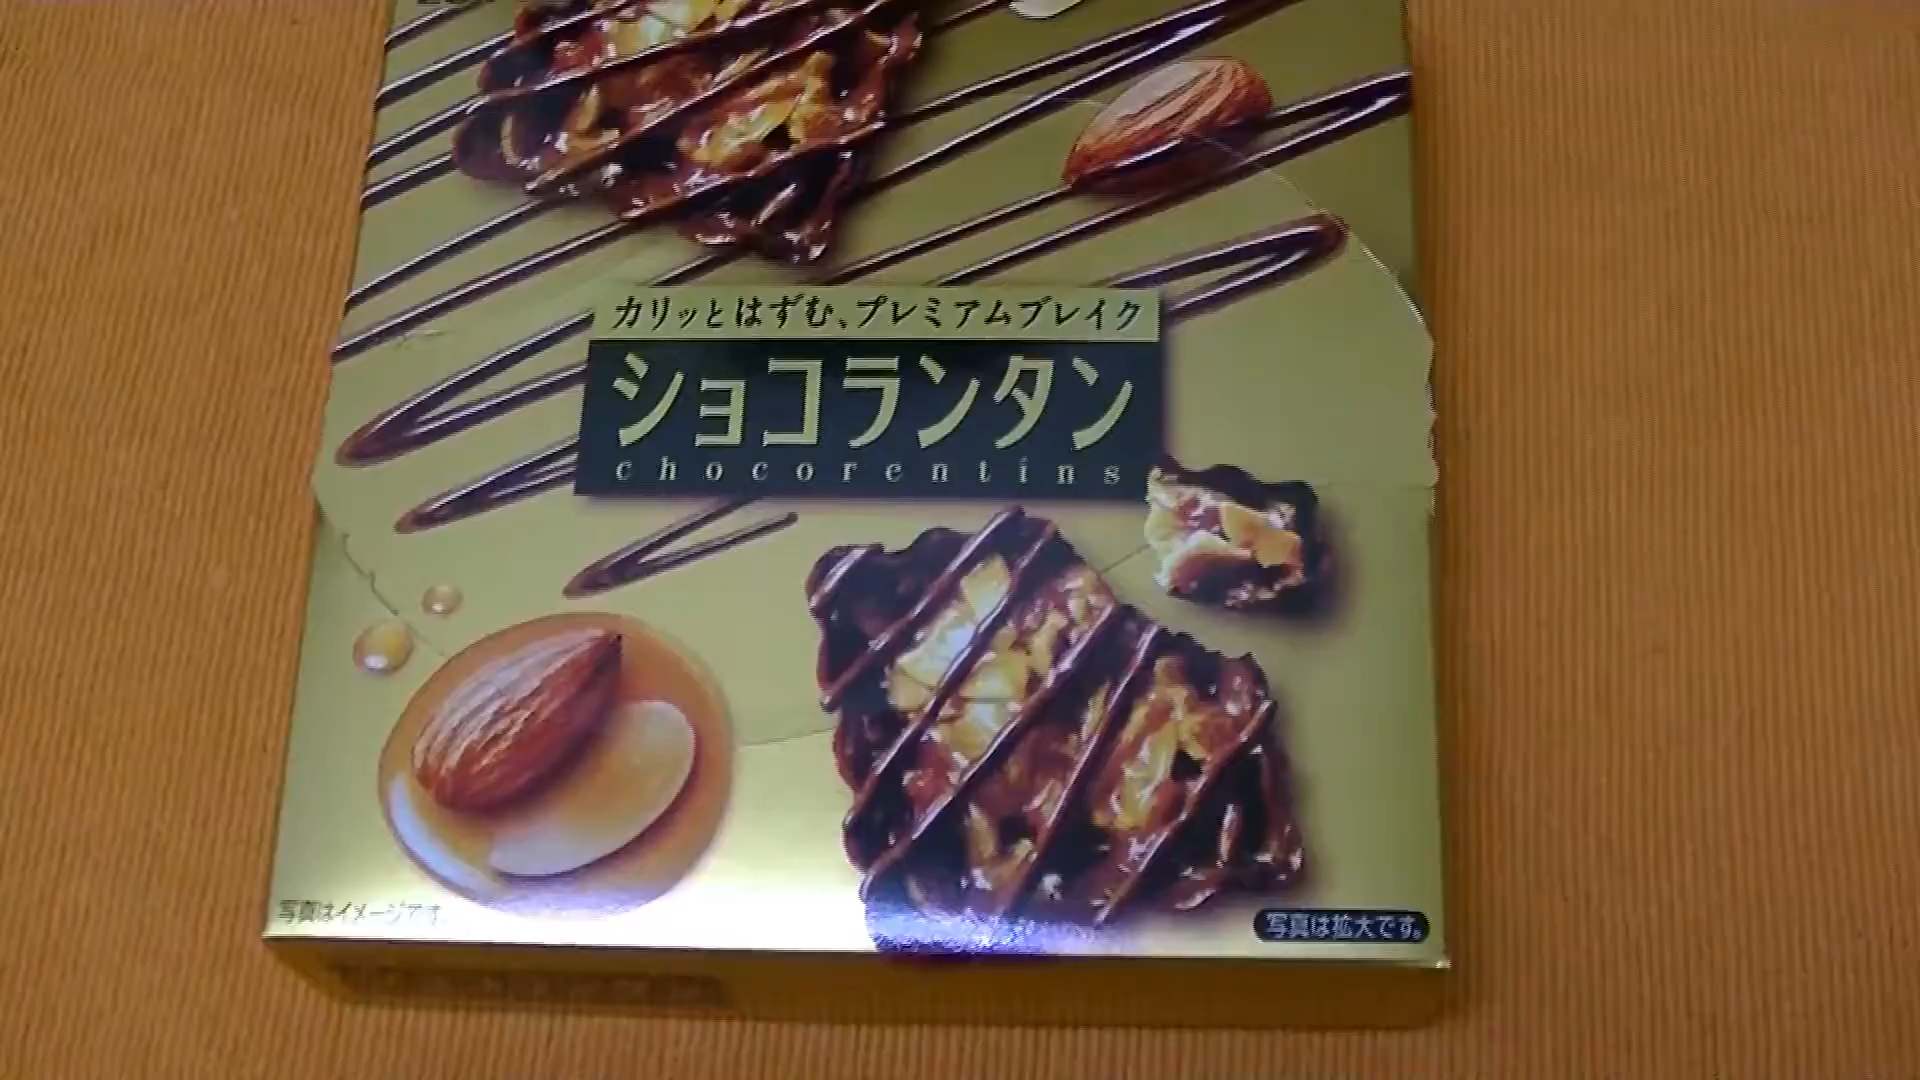 カリッとはずむ、プレミアムブレイク
ショコランタン
chocorentins
写真はイメージです。
写真は拡大です。